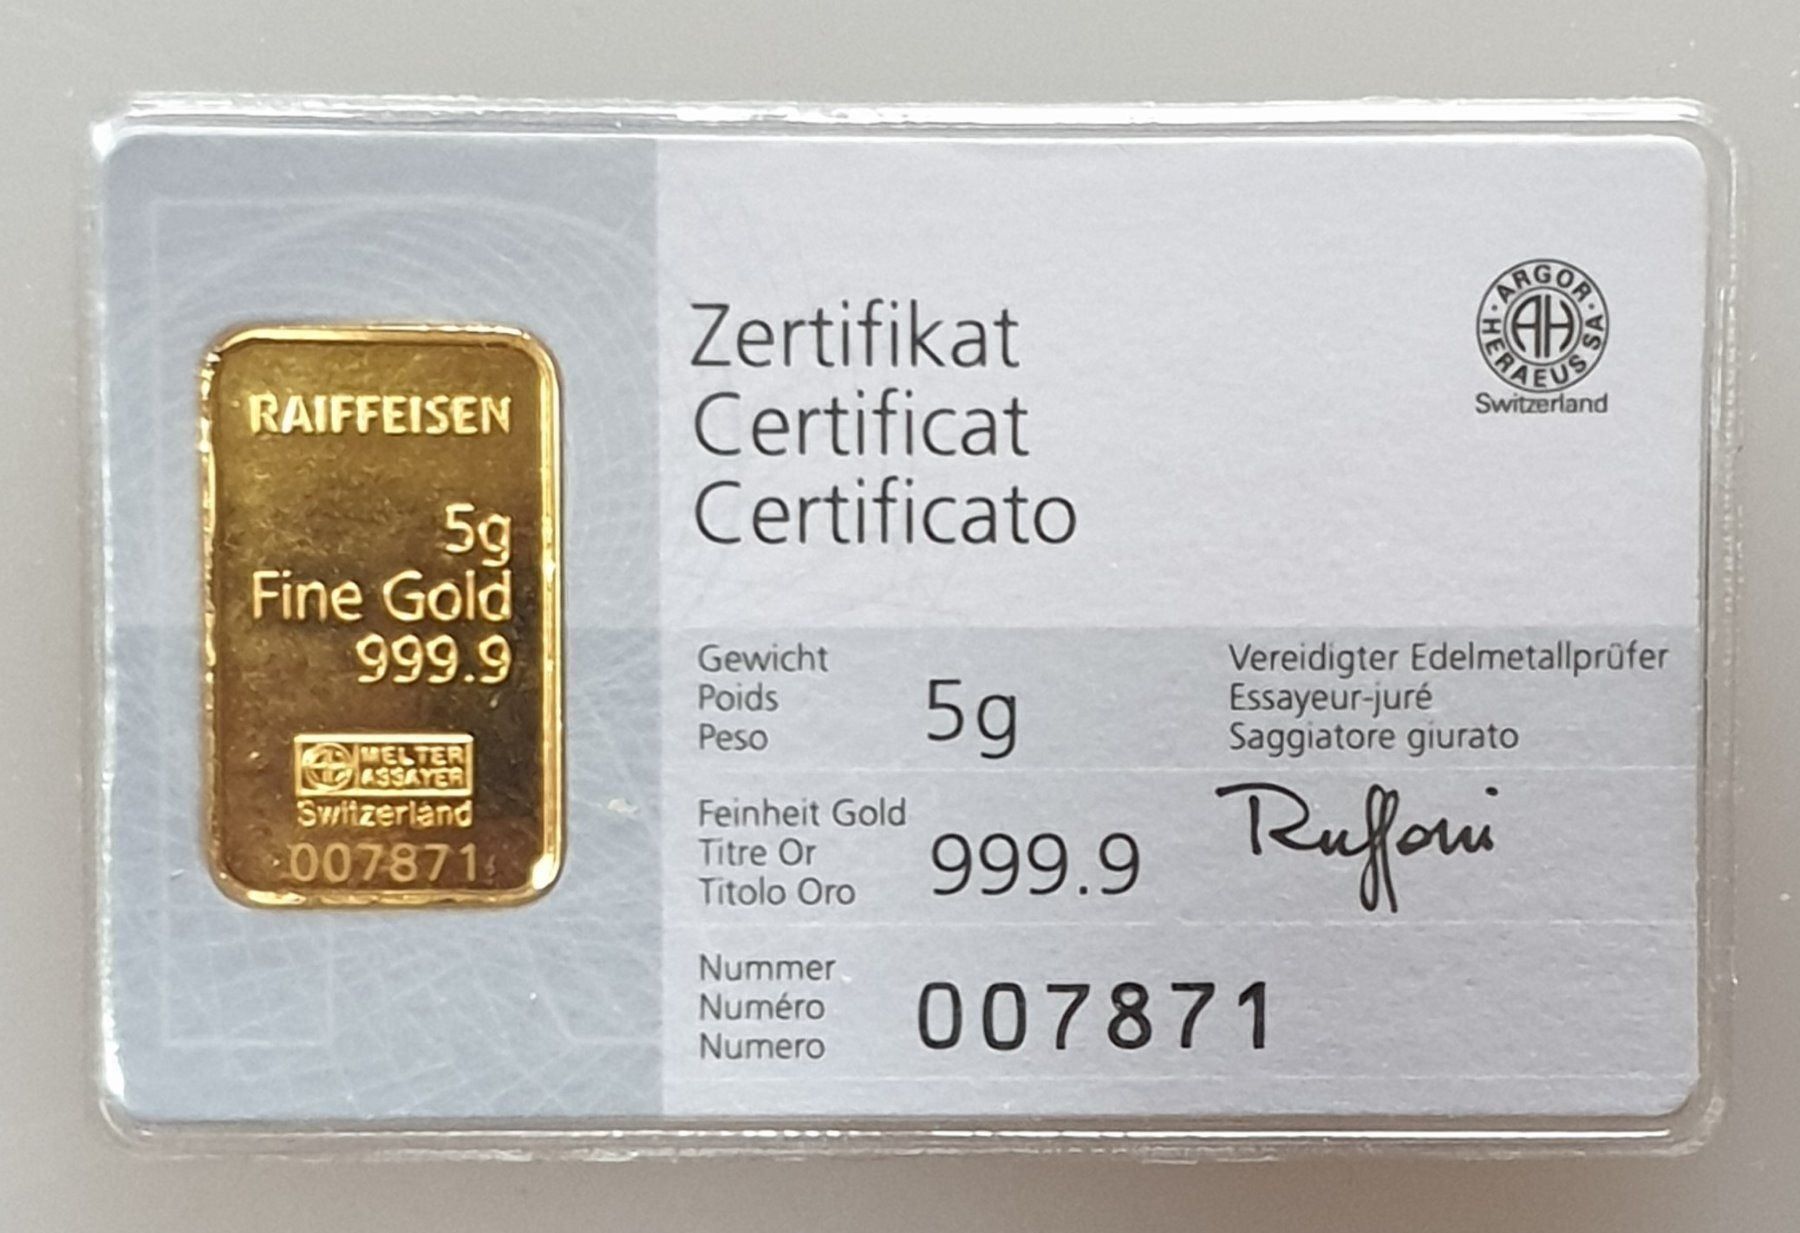 RAIFFEISEN
5g
Fine Gold
999.9
AH
MELTER
ASSAYER
Switzerland
007871
Zertifikat
Certificat
Certificato
ARGOR·HERAEUS SA·
AH
Switzerland
Gewicht
Poids
Peso
5g
Vereidigter Edelmetallprüfer
Essayeur-juré
Saggiatore giurato
Ruffoni
Feinheit Gold
Titre Or
Titolo Oro
999.9
Nummer
Numéro
Numero
007871